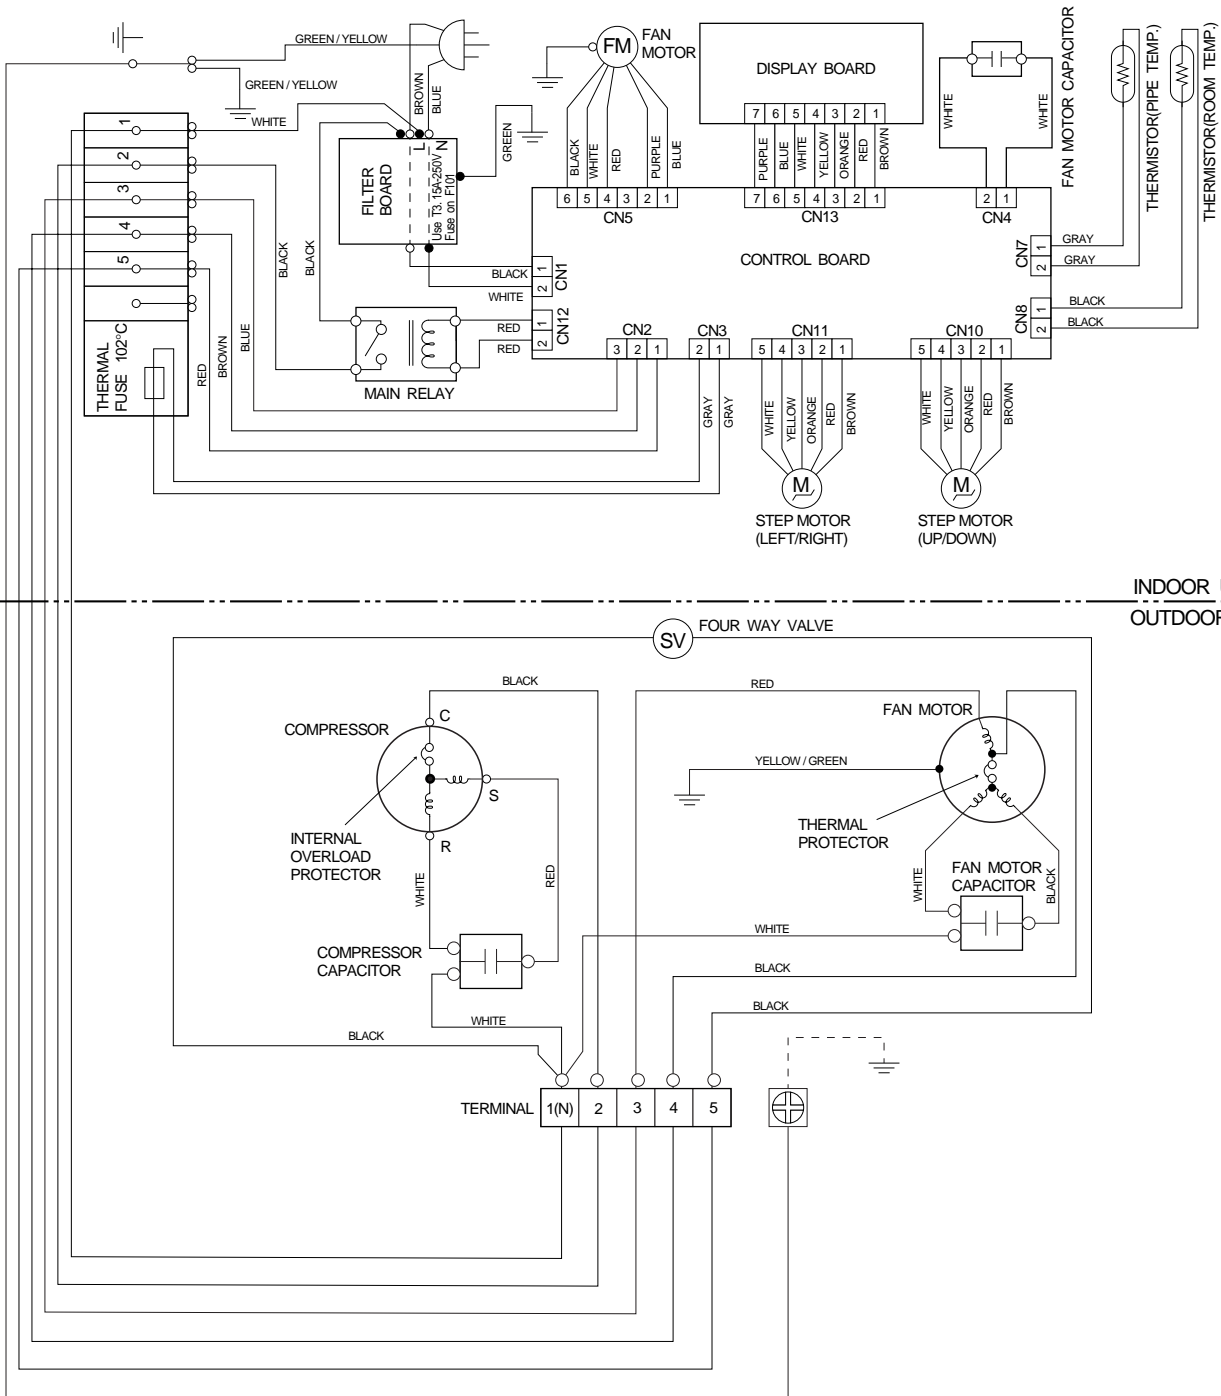 GREEN / YELLOW
FM
FAN
MOTOR
DISPLAY BOARD
FAN MOTOR CAPACITOR
THERMISTOR(PIPE TEMP.)
THERMISTOR(ROOM TEMP.)
GREEN / YELLOW
BROWN
BLUE
WHITE
WHITE
WHITE
7 6 5 4 3 2 1
1
2
3
4
5
WHITE
L
N
GREEN
FILTER
BOARD
Use T3.15A-250V
Fuse on F101
BLACK
WHITE
RED
PURPLE
BLUE
PURPLE
BLUE
WHITE
YELLOW
ORANGE
RED
BROWN
6 5 4 3 2 1
CN5
7 6 5 4 3 2 1
CN13
2 1
CN4
CONTROL BOARD
CN7
1
2
GRAY
GRAY
CN8
1
2
BLACK
BLACK
BLACK
BLACK
BLACK
WHITE
1
2
CN1
RED
RED
1
2
CN12
MAIN RELAY
THERMAL
FUSE 102°C
RED
BROWN
BLUE
CN2
3 2 1
CN3
2 1
CN11
5 4 3 2 1
CN10
5 4 3 2 1
GRAY
GRAY
WHITE
YELLOW
ORANGE
RED
BROWN
WHITE
YELLOW
ORANGE
RED
BROWN
M
STEP MOTOR
(LEFT/RIGHT)
M
STEP MOTOR
(UP/DOWN)
INDOOR
OUTDOOR
SV
FOUR WAY VALVE
BLACK
RED
COMPRESSOR
C
S
R
INTERNAL
OVERLOAD
PROTECTOR
WHITE
RED
COMPRESSOR
CAPACITOR
FAN MOTOR
YELLOW / GREEN
THERMAL
PROTECTOR
WHITE
FAN MOTOR
CAPACITOR
BLACK
WHITE
BLACK
BLACK
WHITE
BLACK
TERMINAL
1(N) 2 3 4 5